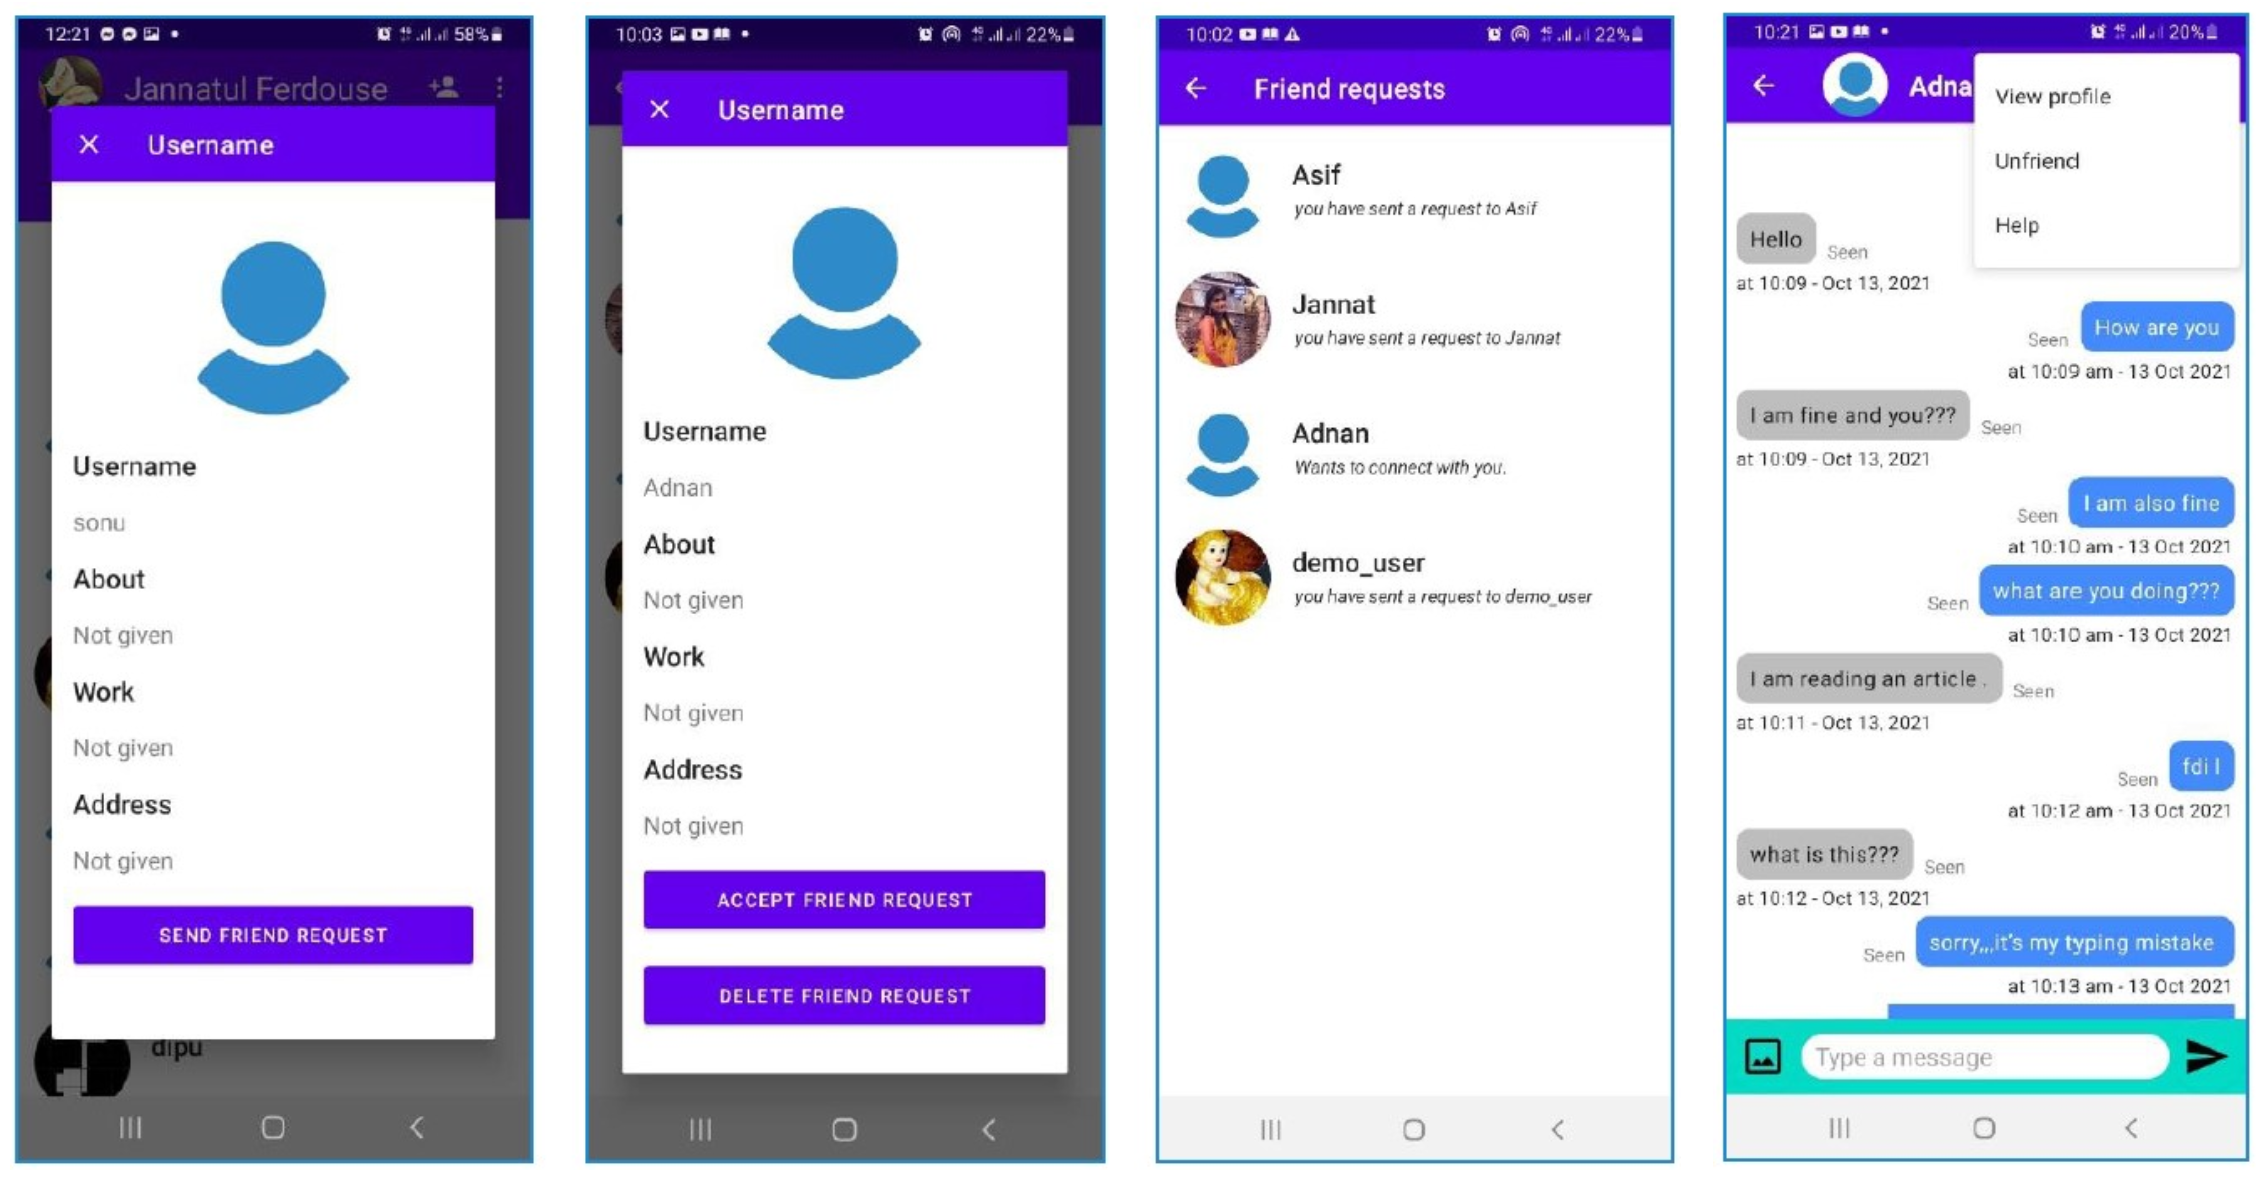 12:21
58%
Jannatul Ferdouse
Username
Username
sonu
About
Not given
Work
Not given
Address
Not given
SEND FRIEND REQUEST
dipu
10:03
22%
Username
Username
Adnan
About
Not given
Work
Not given
Address
Not given
ACCEPT FRIEND REQUEST
DELETE FRIEND REQUEST
10:02
22%
Friend requests
Asif
you have sent a request to Asif
Jannat
you have sent a request to Jannat
Adnan
Wants to connect with you.
demo_user
you have sent a request to demo_user
10:21
20%
Adna
View profile
Unfriend
Help
Hello
Seen
at 10:09 - Oct 13, 2021
How are you
Seen
at 10:09 am - 13 Oct 2021
I am fine and you???
Seen
at 10:09 - Oct 13, 2021
I am also fine
Seen
at 10:10 am - 13 Oct 2021
what are you doing???
Seen
at 10:10 am - 13 Oct 2021
I am reading an article .
Seen
at 10:11 - Oct 13, 2021
fdi l
Seen
at 10:12 am - 13 Oct 2021
what is this???
Seen
at 10:12 - Oct 13, 2021
sorry,,,it's my typing mistake
Seen
at 10:13 am - 13 Oct 2021
Type a message